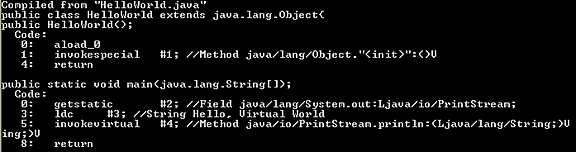 Compiled from "HelloWorld.java"
public class HelloWorld extends java.lang.Object{
public HelloWorld();
  Code:
   0:   aload_0
   1:   invokespecial   #1; //Method java/lang/Object."<init>":()V
   4:   return

public static void main(java.lang.String[]);
  Code:
   0:   getstatic       #2; //Field java/lang/System.out:Ljava/io/PrintStream;
   3:   ldc     #3; //String Hello, Virtual World
   5:   invokevirtual   #4; //Method java/io/PrintStream.println:(Ljava/lang/String;)V
ing;)V
   8:   return